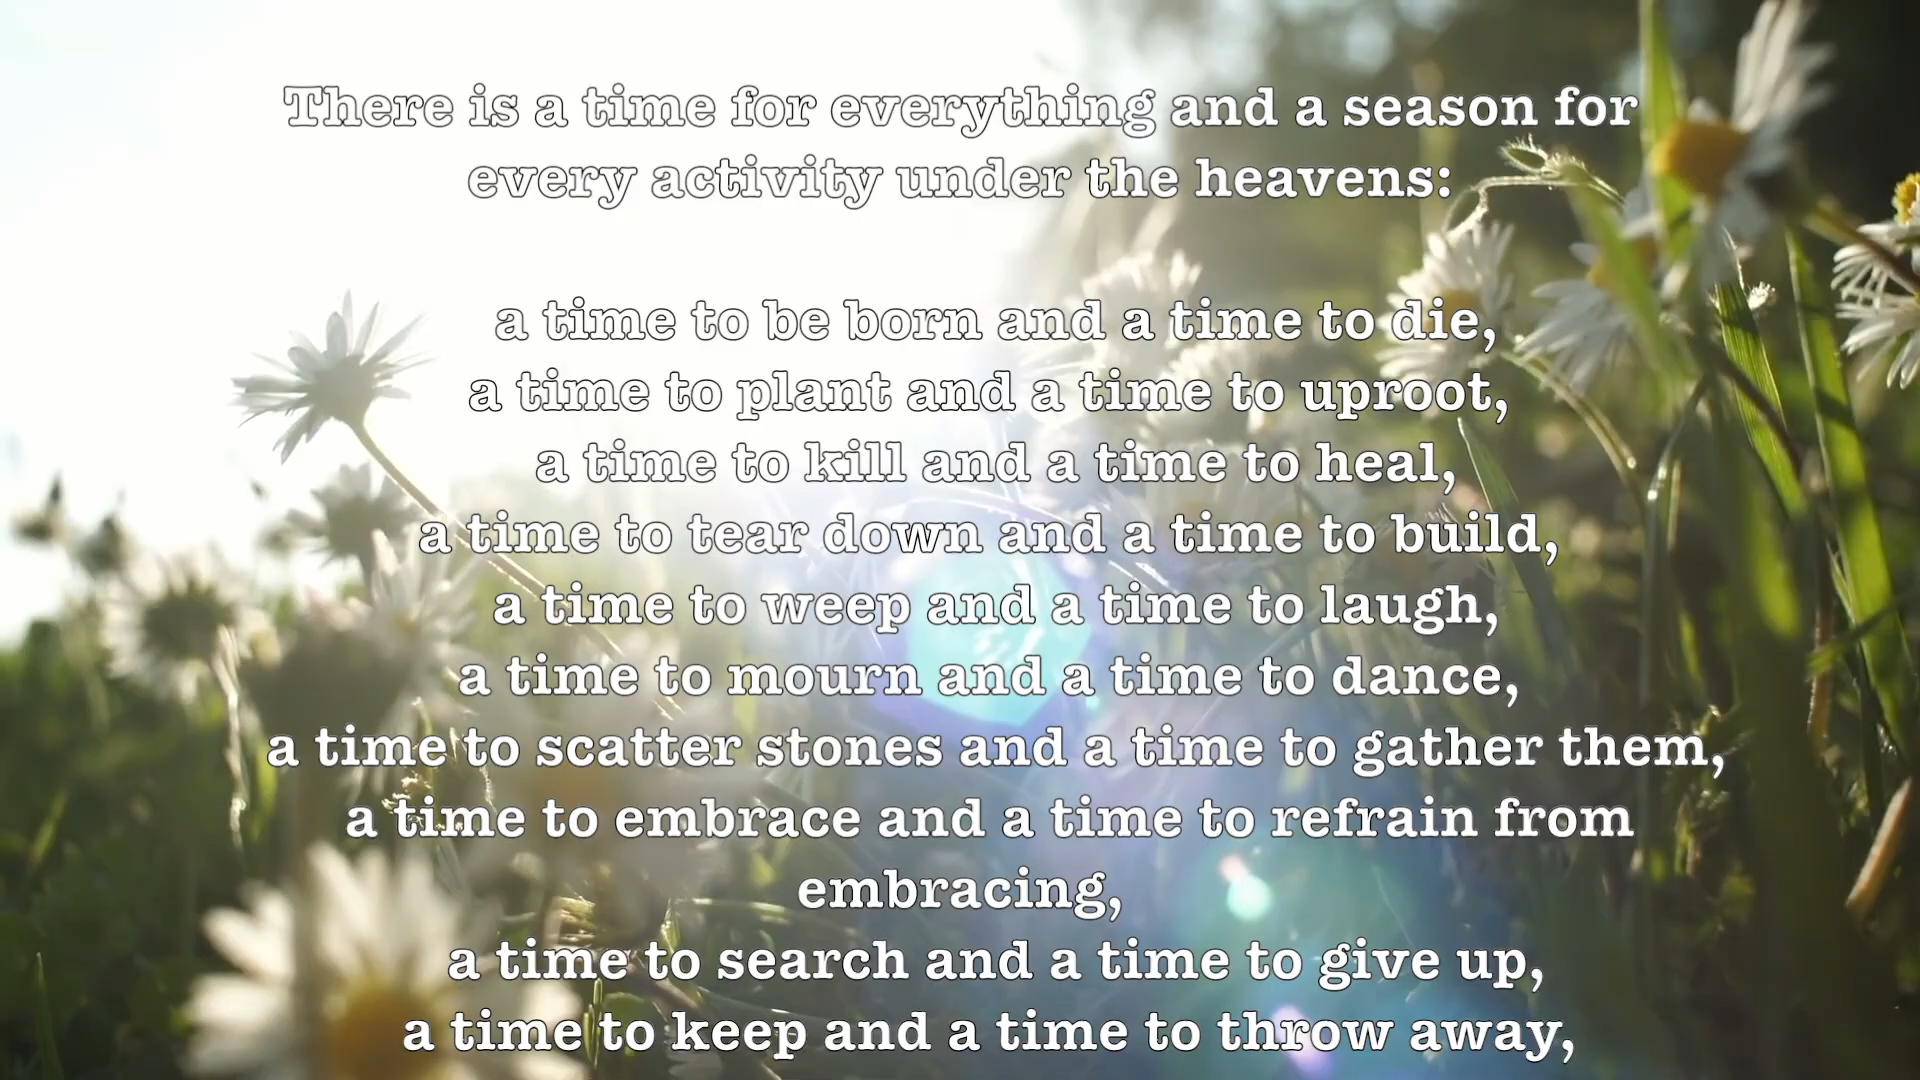 There is a time for everything and a season for
every activity under the heavens:
a time to be born and a time to die,
a time to plant and a time to uproot,
a time to kill and a time to heal,
a time to tear down and a time to build,
a time to weep and a time to laugh,
a time to mourn and a time to dance,
a time to scatter stones and a time to gather them,
a time to embrace and a time to refrain from
embracing,
a time to search and a time to give up,
a time to keep and a time to throw away,